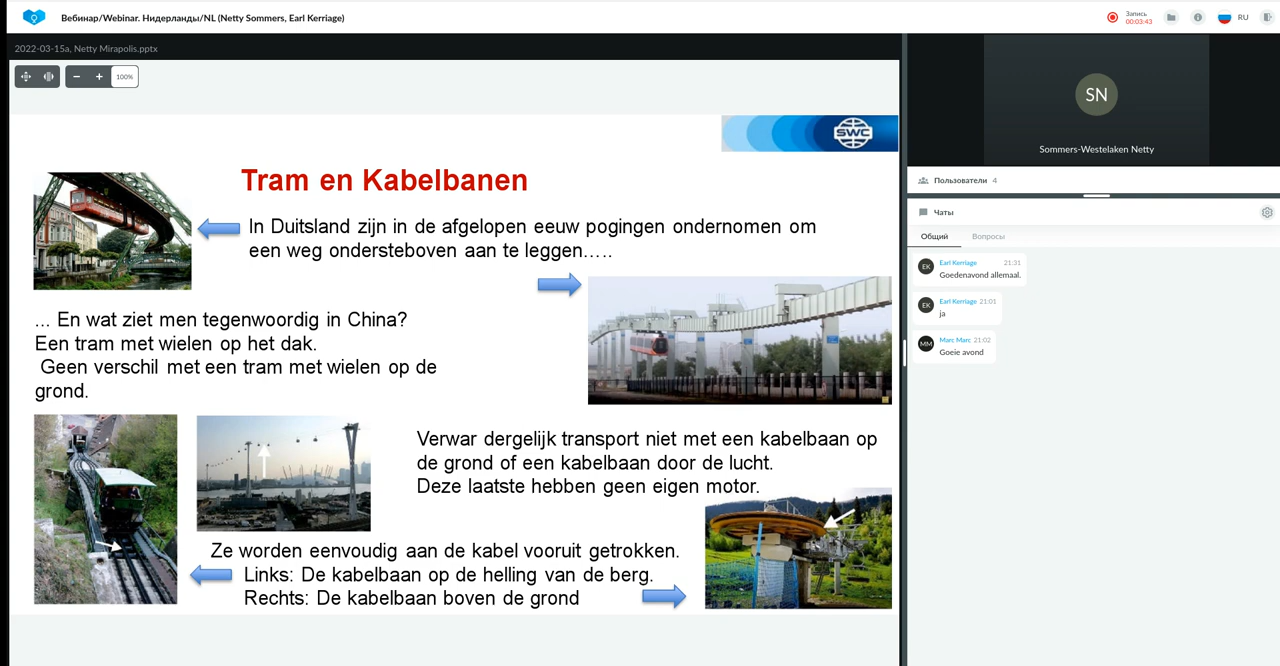 Вебинар/Webinar. Нидерланды/NL (Netty Sommers, Earl Kerriage)
Запись
00:03:43
RU
2022-03-15a, Netty Mirapolis.pptx
100%
SWC
Tram en Kabelbanen
In Duitsland zijn in de afgelopen eeuw pogingen ondernomen om
een weg ondersteboven aan te leggen…..
... En wat ziet men tegenwoordig in China?
Een tram met wielen op het dak.
Geen verschil met een tram met wielen op de
grond.
Verwar dergelijk transport niet met een kabelbaan op
de grond of een kabelbaan door de lucht.
Deze laatste hebben geen eigen motor.
Ze worden eenvoudig aan de kabel vooruit getrokken.
Links: De kabelbaan op de helling van de berg.
Rechts: De kabelbaan boven de grond
SN
Sommers-Westelaken Netty
Пользователи 4
Чаты
Общий Вопросы
EK Earl Kerriage 21:31
Goedenavond allemaal.
EK Earl Kerriage 21:01
ja
MM Marc Marc 21:02
Goeie avond